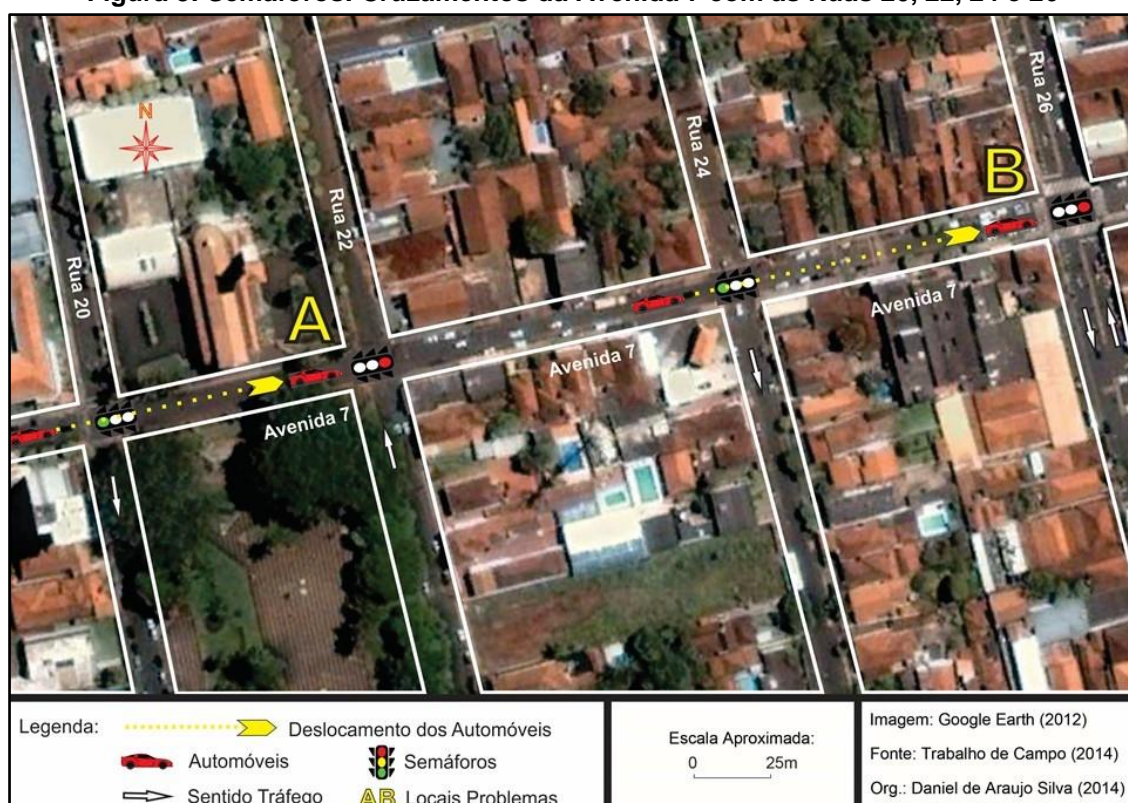 Figura 3. Semáforos: Cruzamentos da Avenida 7 com as Ruas 20, 22, 24 e 26
N
Rua 20
Rua 22
Rua 24
Rua 26
A
B
Avenida 7
Avenida 7
Avenida 7
Legenda:
Deslocamento dos Automóveis
Automóveis
Semáforos
Sentido Tráfego
AB Locais Problemas
Escala Aproximada:
0 25m
Imagem: Google Earth (2012)
Fonte: Trabalho de Campo (2014)
Org.: Daniel de Araujo Silva (2014)